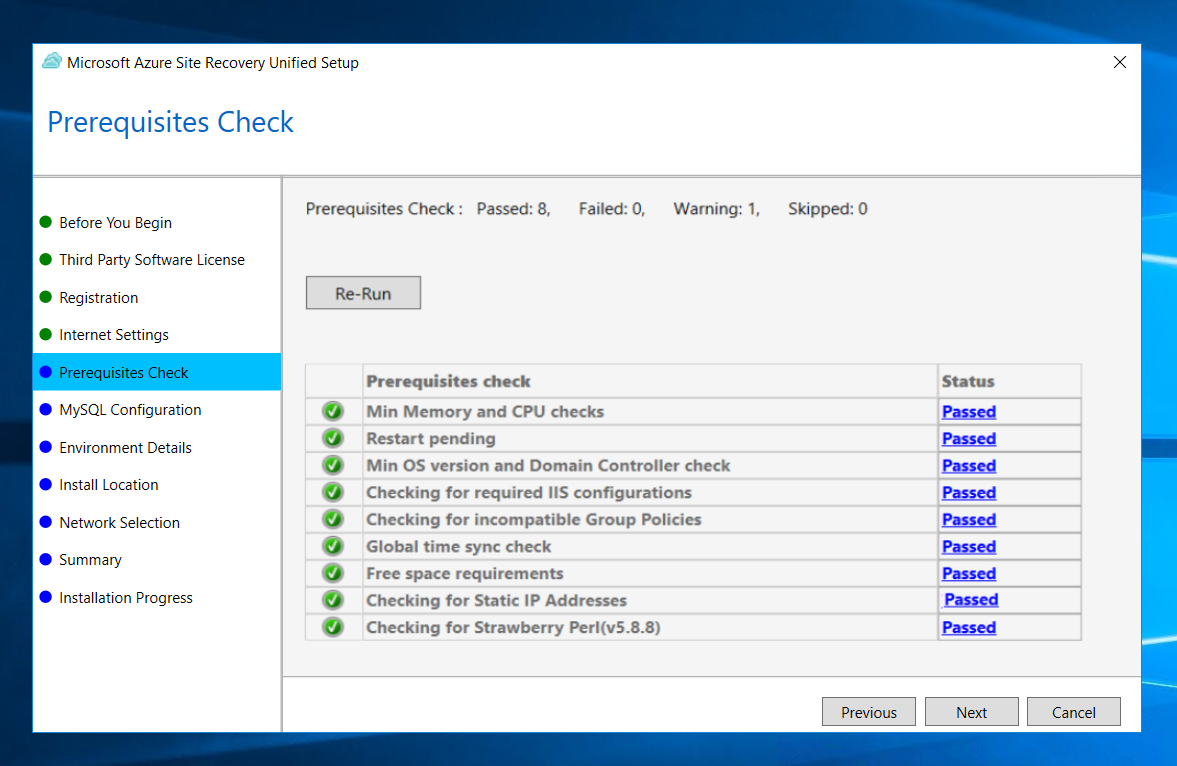 Microsoft Azure Site Recovery Unified Setup
Prerequisites Check
Before You Begin
Third Party Software License
Registration
Internet Settings
Prerequisites Check
MySQL Configuration
Environment Details
Install Location
Network Selection
Summary
Installation Progress
Prerequisites Check : Passed: 8, Failed: 0, Warning: 1, Skipped: 0
Re-Run
Prerequisites check Status
Min Memory and CPU checks Passed
Restart pending Passed
Min OS version and Domain Controller check Passed
Checking for required IIS configurations Passed
Checking for incompatible Group Policies Passed
Global time sync check Passed
Free space requirements Passed
Checking for Static IP Addresses Passed
Checking for Strawberry Perl(v5.8.8) Passed
Previous Next Cancel